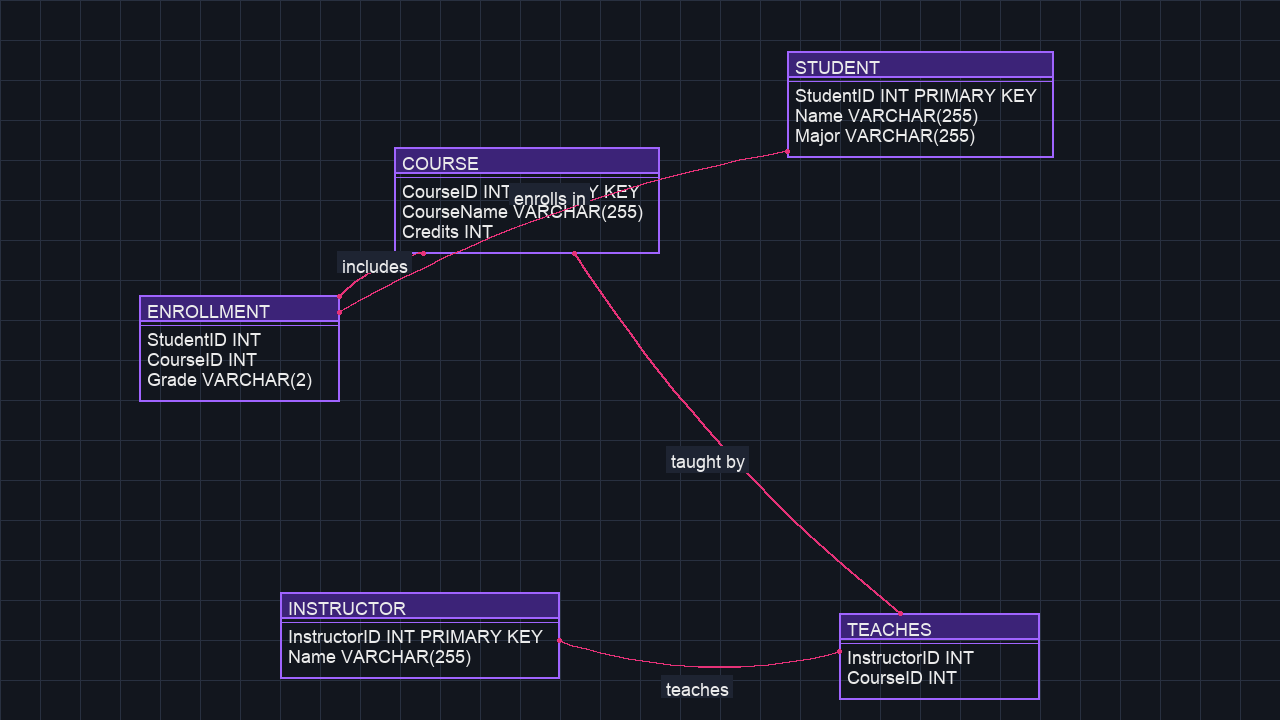 STUDENT
StudentID INT PRIMARY KEY
Name VARCHAR(255)
Major VARCHAR(255)
COURSE
CourseID INT Y KEY
enrolls in
CourseName VARCHAR(255)
Credits INT
includes
ENROLLMENT
StudentID INT
CourseID INT
Grade VARCHAR(2)
taught by
INSTRUCTOR
InstructorID INT PRIMARY KEY
Name VARCHAR(255)
TEACHES
InstructorID INT
CourseID INT
teaches